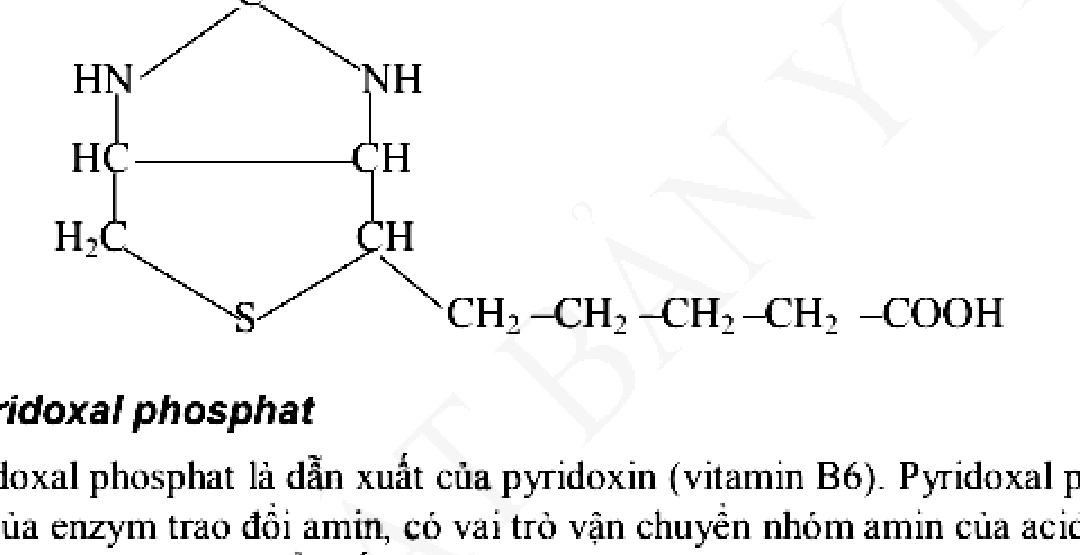 HN NH
HC CH
H₂C CH
S
CH₂ –CH₂ –CH₂ –CH₂ –COOH
ridoxal phosphat
doxal phosphat là dẫn xuất của pyridoxin (vitamin B6). Pyridoxal p
ủa enzym trao đổi amin, có vai trò vận chuyển nhóm amin của acid